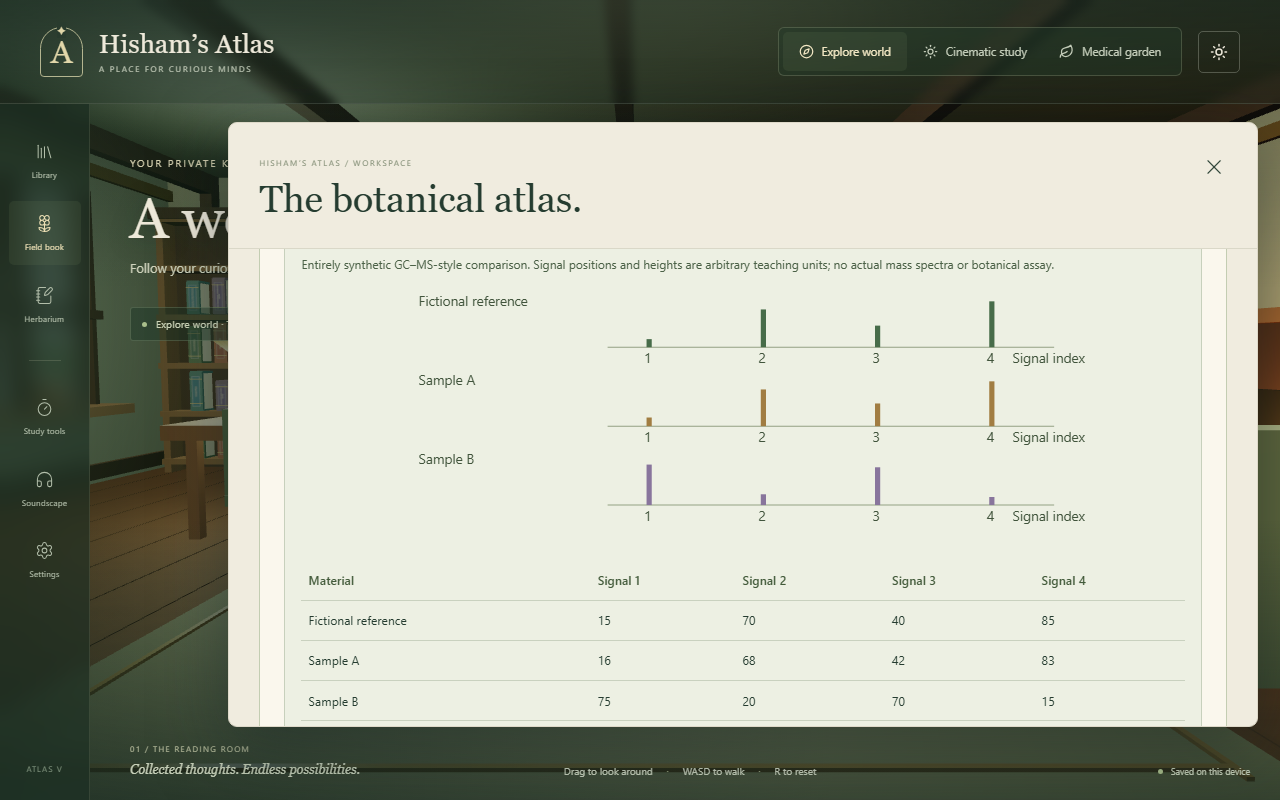 A
Hisham's Atlas
A PLACE FOR CURIOUS MINDS
Explore world
Cinematic study
Medical garden
Library
Field book
Herbarium
Study tools
Soundscape
Settings
ATLAS V
YOUR PRIVATE K
A w
Follow your curio
Explore world ·
HISHAM'S ATLAS / WORKSPACE
The botanical atlas.
Entirely synthetic GC–MS-style comparison. Signal positions and heights are arbitrary teaching units; no actual mass spectra or botanical assay.
Fictional reference
1 2 3 4 Signal index
Sample A
1 2 3 4 Signal index
Sample B
1 2 3 4 Signal index
Material Signal 1 Signal 2 Signal 3 Signal 4
Fictional reference 15 70 40 85
Sample A 16 68 42 83
Sample B 75 20 70 15
01 / THE READING ROOM
Collected thoughts. Endless possibilities.
Drag to look around · WASD to walk · R to reset
Saved on this device